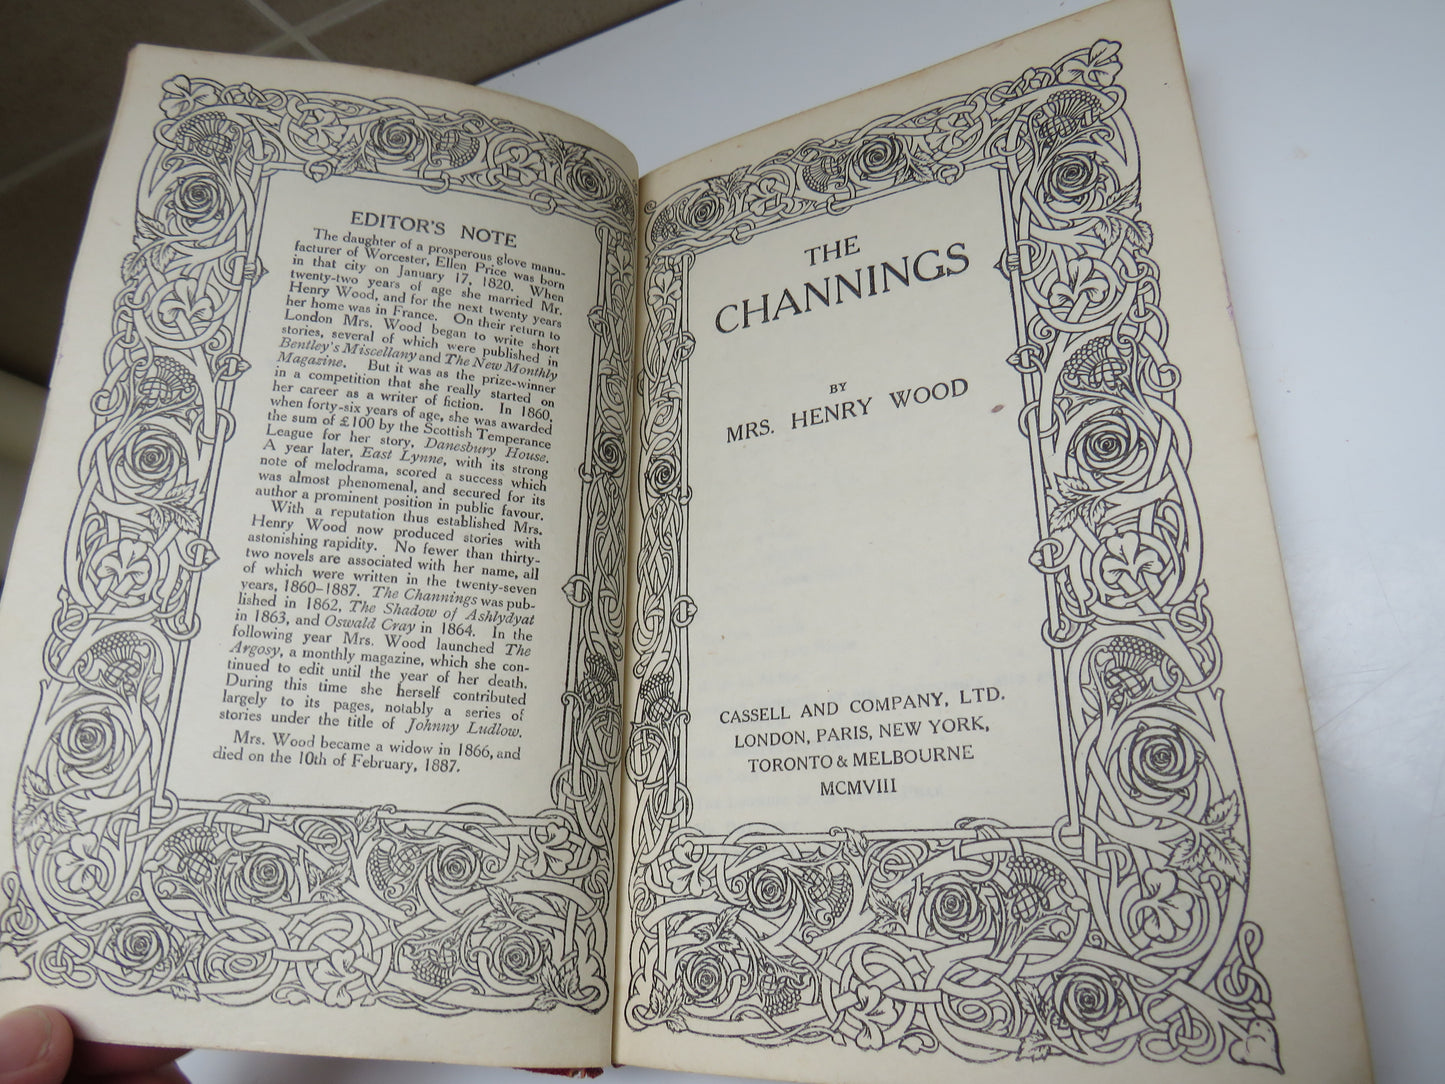 EDITOR'S NOTE
The daughter of a prosperous glove manu-
facturer of Worcester, Ellen Price was born
in that city on January 17, 1820. When
twenty-two years of age she married Mr.
Henry Wood, and for the next twenty years
her home was in France. On their return to
London Mrs. Wood began to write short
stories, several of which were published in
Bentley's Miscellany and The New Monthly
Magazine. But it was as the prize-winner
in a competition that she really started on
her career as a writer of fiction. In 1860,
when forty-six years of age, she was awarded
the sum of £100 by the Scottish Temperance
League for her story, Danesbury House.
A year later, East Lynne, with its strong
note of melodrama, scored a success which
was almost phenomenal, and secured for its
author a prominent position in public favour.
With a reputation thus established Mrs.
Henry Wood now produced stories with
astonishing rapidity. No fewer than thirty-
two novels are associated with her name, all
of which were written in the twenty-seven
years, 1860-1887. The Channings was pub-
lished in 1862, The Shadow of Ashlydyat
in 1863, and Oswald Cray in 1864. In the
following year Mrs. Wood launched The
Argosy, a monthly magazine, which she con-
tinued to edit until the year of her death.
During this time she herself contributed
largely to its pages, notably a series of
stories under the title of Johnny Ludlow.
Mrs. Wood became a widow in 1866, and
died on the 10th of February, 1887.
THE
CHANNINGS
BY
MRS. HENRY WOOD
CASSELL AND COMPANY, LTD.
LONDON, PARIS, NEW YORK,
TORONTO & MELBOURNE
MCMVIII